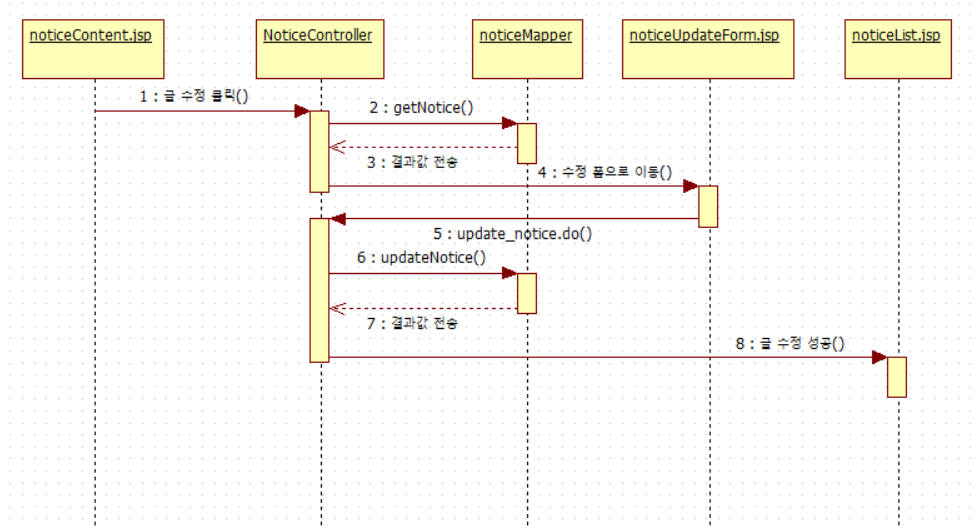 noticeContent.jsp
NoticeController
noticeMapper
noticeUpdateForm.jsp
noticeList.jsp
1 : 글 수정 클릭()
2 : getNotice()
3 : 결과값 전송
4 : 수정 폼으로 이동()
5 : update_notice.do()
6 : updateNotice()
7 : 결과값 전송
8 : 글 수정 성공()